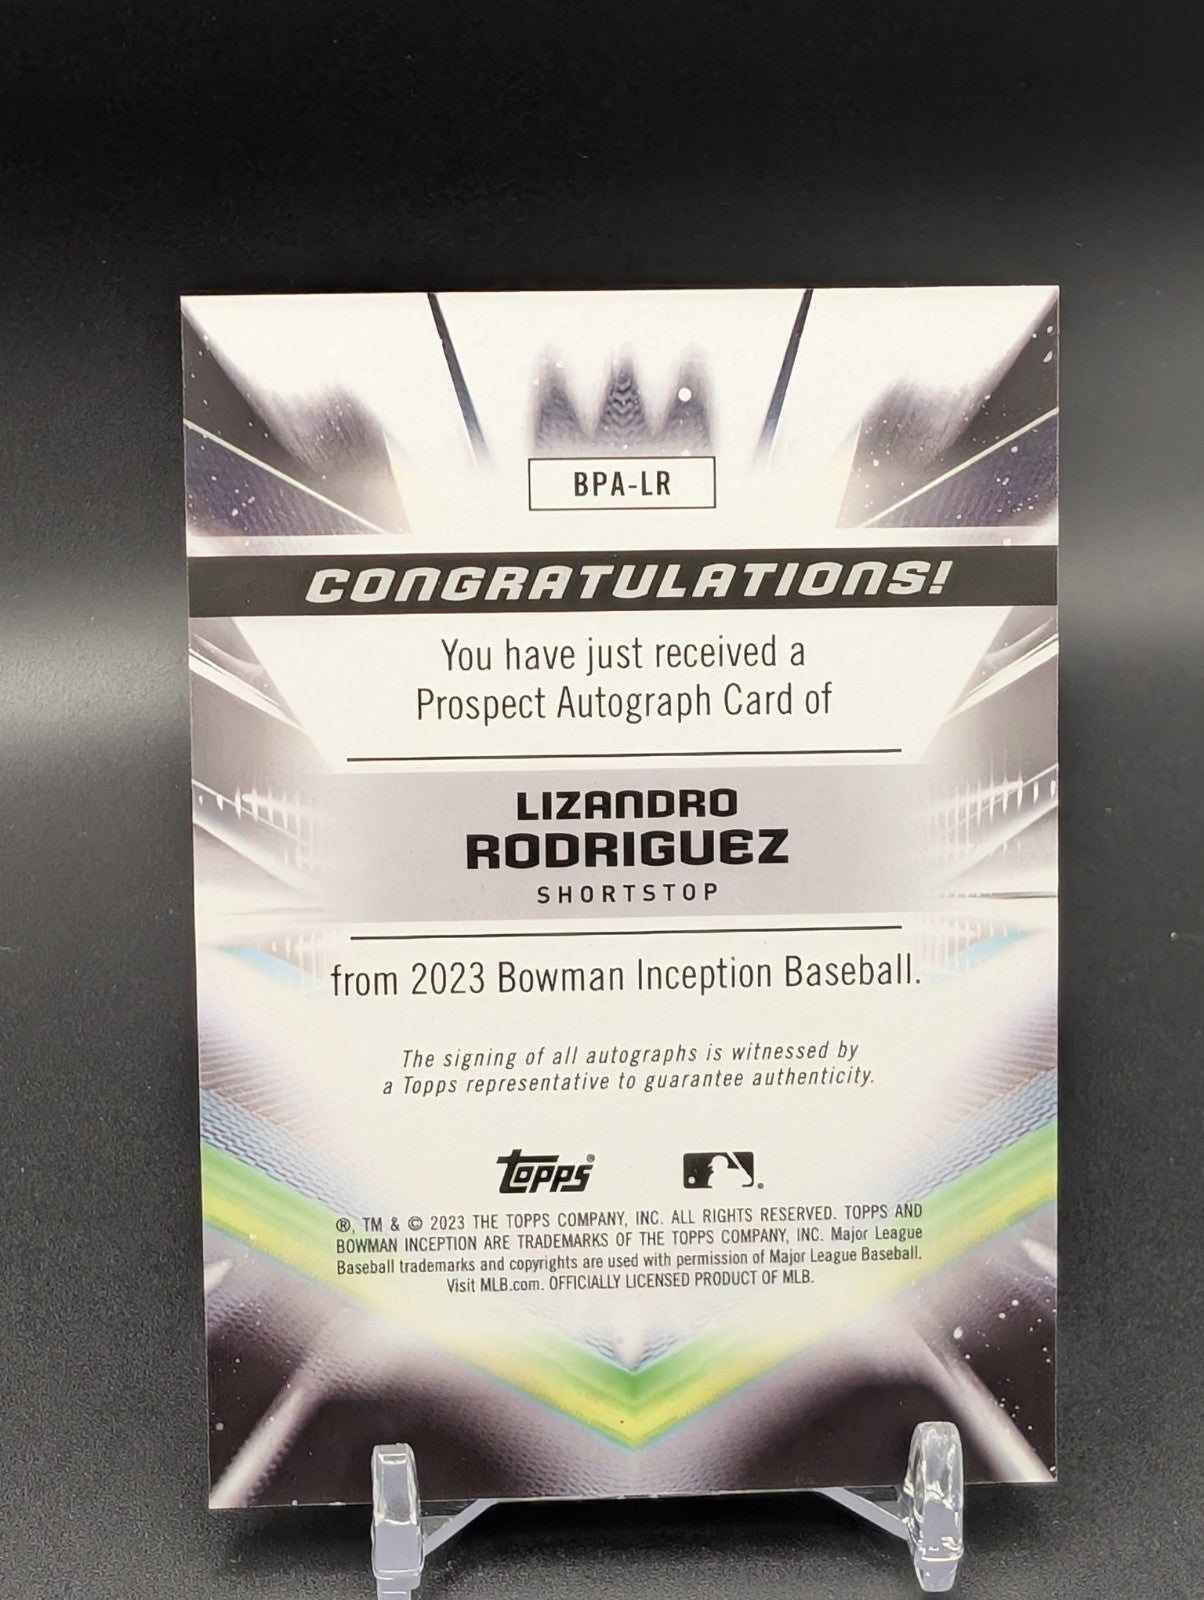 BPA-LR
CONGRATULATIONS!
You have just received a
Prospect Autograph Card of
LIZANDRO
RODRIGUEZ
SHORTSTOP
from 2023 Bowman Inception Baseball.
The signing of all autographs is witnessed by
a Topps representative to guarantee authenticity.
Topps®
®, TM & © 2023 THE TOPPS COMPANY, INC. ALL RIGHTS RESERVED. TOPPS AND
BOWMAN INCEPTION ARE TRADEMARKS OF THE TOPPS COMPANY, INC. Major League
Baseball trademarks and copyrights are used with permission of Major League Baseball.
Visit MLB.com. OFFICIALLY LICENSED PRODUCT OF MLB.